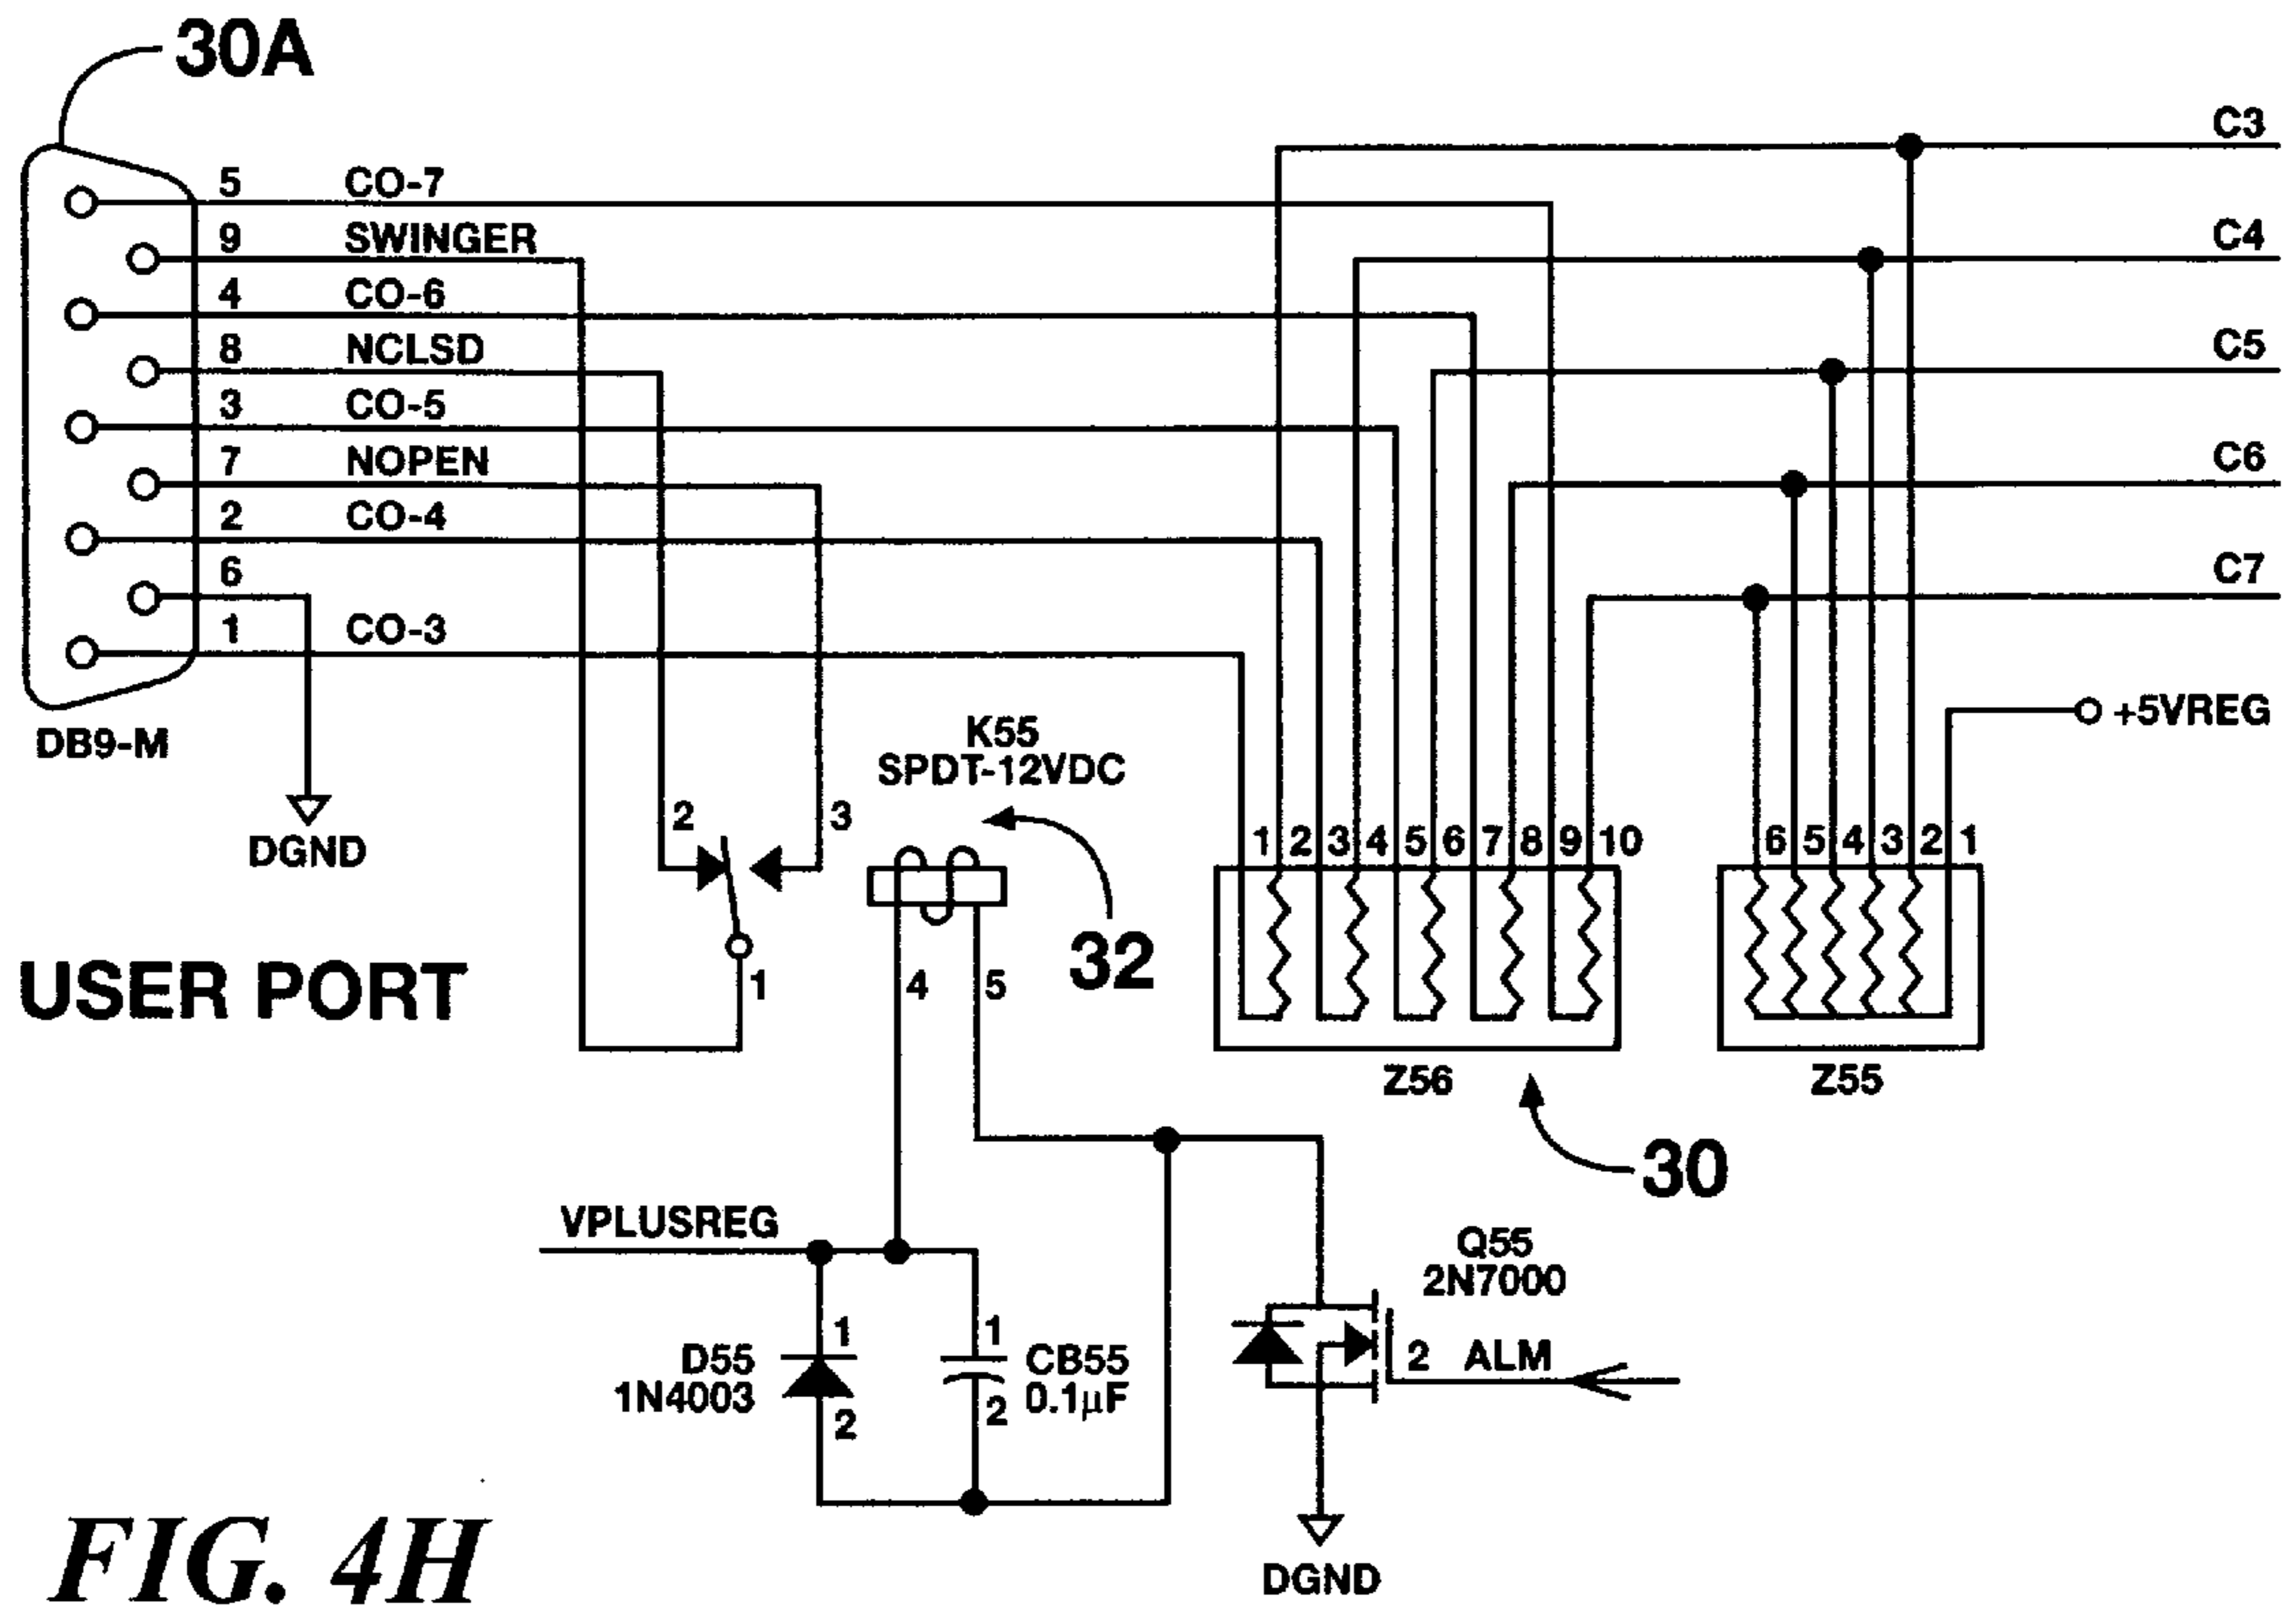 30A
C3
5 CO-7
9 SWINGER
C4
4 CO-6
8 NCLSD
C5
3 CO-5
7 NOPEN
C6
2 CO-4
6
C7
1 CO-3
+5VREG
DB9-M
K55
SPDT-12VDC
2 3
1 2 3 4 5 6 7 8 9 10
6 5 4 3 2 1
DGND
32
USER PORT
1
4 5
Z56
Z55
30
VPLUSREG
Q55
2N7000
1
1
D55
1N4003
CB55
0.1µF
2 ALM
2
2
DGND
FIG. 4H